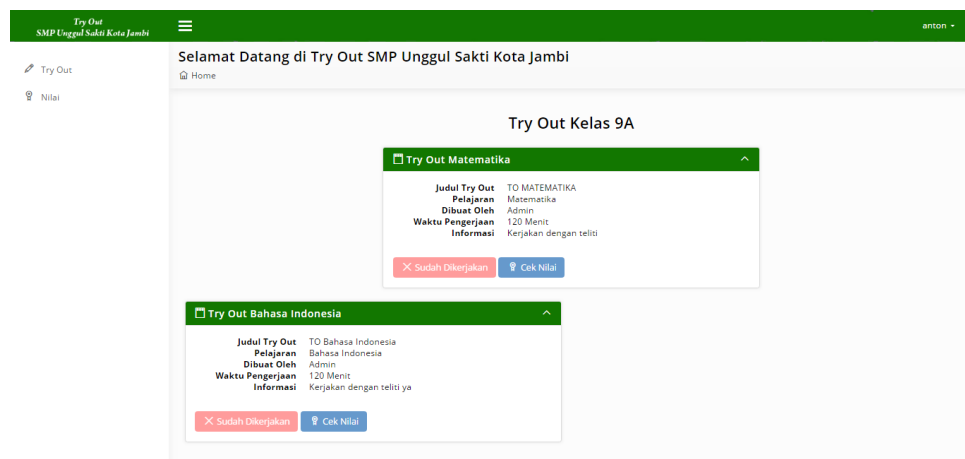 Try Out
SMP Unggul Sakti Kota Jambi
anton
Try Out
Nilai
Selamat Datang di Try Out SMP Unggul Sakti Kota Jambi
Home
Try Out Kelas 9A
Try Out Matematika
Judul Try Out TO MATEMATIKA
Pelajaran Matematika
Dibuat Oleh Admin
Waktu Pengerjaan 120 Menit
Informasi Kerjakan dengan teliti
Sudah Dikerjakan Cek Nilai
Try Out Bahasa Indonesia
Judul Try Out TO Bahasa Indonesia
Pelajaran Bahasa Indonesia
Dibuat Oleh Admin
Waktu Pengerjaan 120 Menit
Informasi Kerjakan dengan teliti ya
Sudah Dikerjakan Cek Nilai